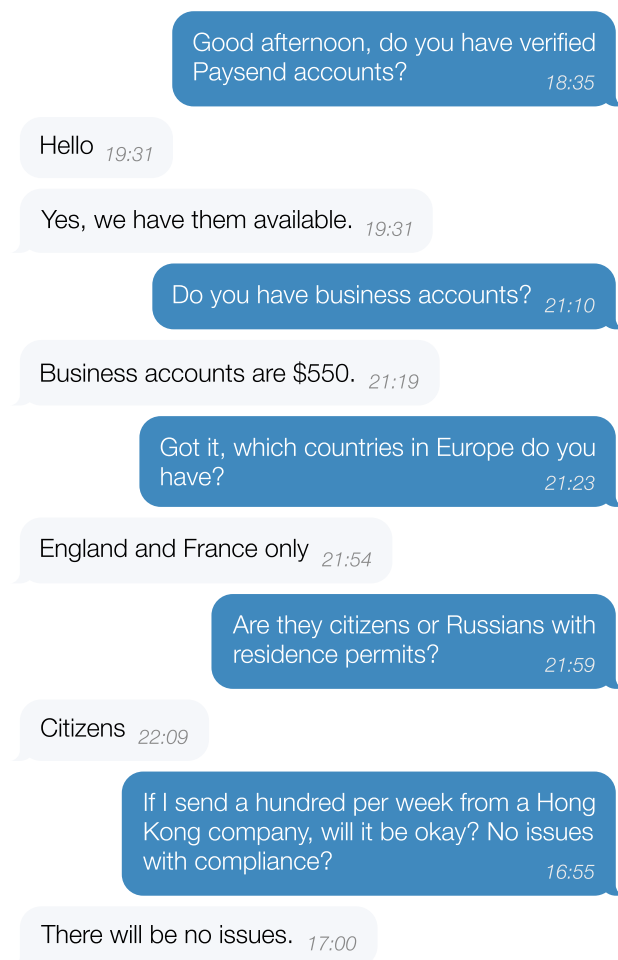 Good afternoon, do you have verified
Paysend accounts?
18:35
Hello 19:31
Yes, we have them available. 19:31
Do you have business accounts? 21:10
Business accounts are $550. 21:19
Got it, which countries in Europe do you
have?
21:23
England and France only 21:54
Are they citizens or Russians with
residence permits?
21:59
Citizens 22:09
If I send a hundred per week from a Hong
Kong company, will it be okay? No issues
with compliance?
16:55
There will be no issues. 17:00